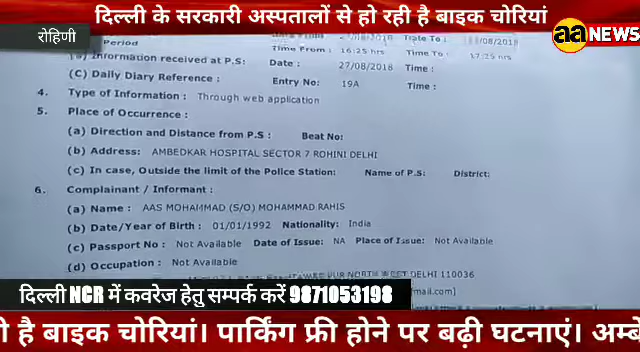 दिल्ली के सरकारी अस्पतालों से हो रही है बाइक चोरियां
रोहिणी
aa NEWS
Period Time From : 16:25 hrs Time To : 17:25 hrs
Information received at P.S: Date : 27/08/2018 Time :
(C) Daily Diary Reference : Entry No: 19A Time :
4. Type of Information : Through web application
5. Place of Occurrence :
(a) Direction and Distance from P.S : Beat No:
(b) Address: AMBEDKAR HOSPITAL SECTOR 7 ROHINI DELHI
(c) In case, Outside the limit of the Police Station: Name of P.S: District:
6. Complainant / Informant :
(a) Name : AAS MOHAMMAD (S/O) MOHAMMAD RAHIS
(b) Date/Year of Birth : 01/01/1992 Nationality: India
(c) Passport No : Not Available Date of Issue: NA Place of Issue: Not Available
(d) Occupation : Not Available
DELHI 110036
mail.com)
दिल्ली NCR में कवरेज हेतु सम्पर्क करें 9871053198
ी है बाइक चोरियां। पार्किंग फ्री होने पर बढ़ी घटनाएं। अम्बे